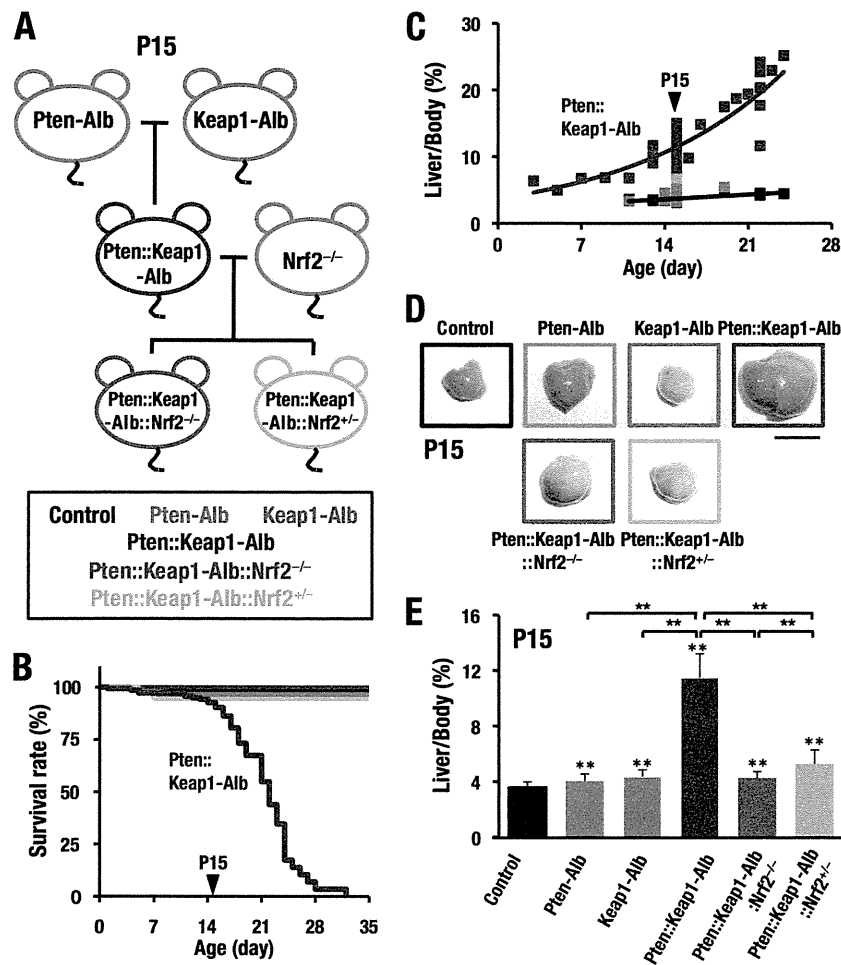 A
P15
Pten-Alb
Keap1-Alb
Pten::Keap1
-Alb
Nrf2–/–
Pten::Keap1
-Alb::Nrf2–/–
Pten::Keap1
-Alb::Nrf2+/–
Control Pten-Alb Keap1-Alb
Pten::Keap1-Alb
Pten::Keap1-Alb::Nrf2–/–
Pten::Keap1-Alb::Nrf2+/–
B
Survival rate (%)
100
75
50
25
0
Pten::
Keap1-Alb
P15
0 7 14 21 28 35
Age (day)
C
Liver/Body (%)
30
20
10
0
P15
Pten::
Keap1-Alb
0 7 14 21 28
Age (day)
D
Control Pten-Alb Keap1-Alb Pten::Keap1-Alb
P15
Pten::Keap1-Alb
::Nrf2–/–
Pten::Keap1-Alb
::Nrf2+/–
E
P15
Liver/Body (%)
16
12
8
4
0
** **
** ** **
**
** ** ** **
Control
Pten-Alb
Keap1-Alb
Pten::Keap1-Alb
Pten::Keap1-Alb
::Nrf2–/–
Pten::Keap1-Alb
::Nrf2+/–